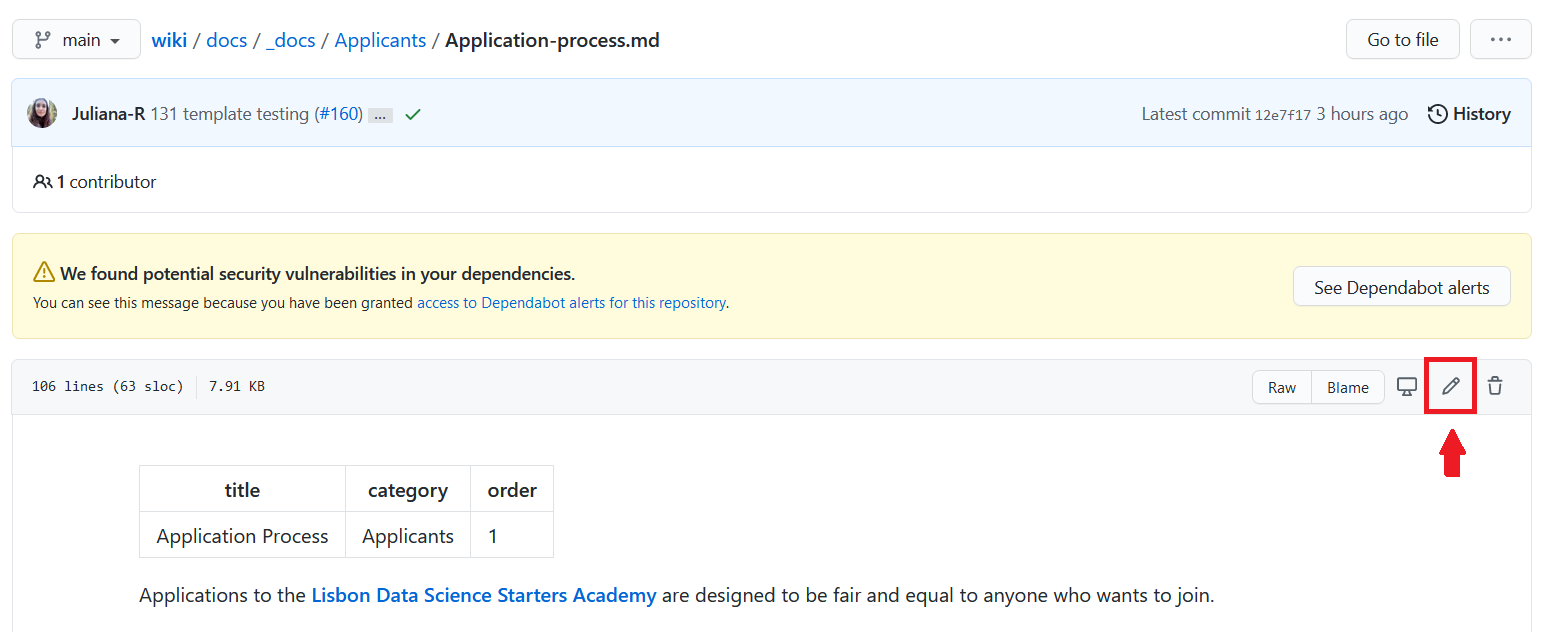 main wiki / docs / _docs / Applicants / Application-process.md Go to file ...
Juliana-R 131 template testing (#160) ... Latest commit 12e7f17 3 hours ago History
1 contributor
We found potential security vulnerabilities in your dependencies.
You can see this message because you have been granted access to Dependabot alerts for this repository.
See Dependabot alerts
106 lines (63 sloc) 7.91 KB Raw Blame
title category order
Application Process Applicants 1
Applications to the Lisbon Data Science Starters Academy are designed to be fair and equal to anyone who wants to join.